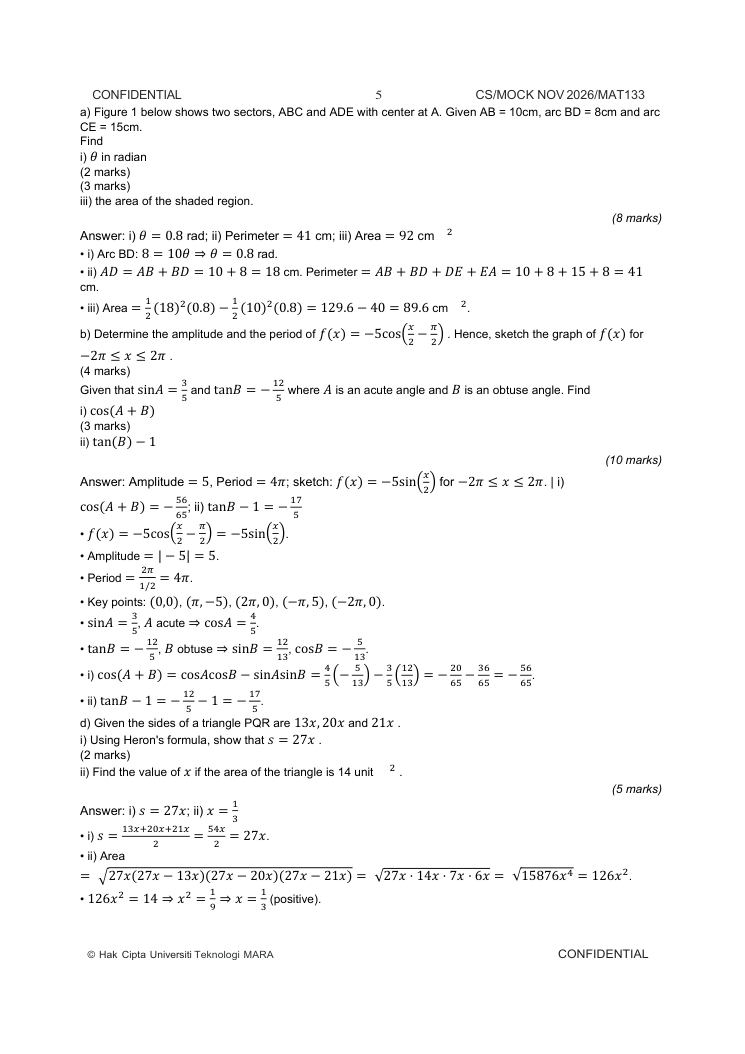 CONFIDENTIAL 5 CS/MOCK NOV 2026/MAT133
a) Figure 1 below shows two sectors, ABC and ADE with center at A. Given AB = 10cm, arc BD = 8cm and arc
CE = 15cm.
Find
i) θ in radian
(2 marks)
(3 marks)
iii) the area of the shaded region.
(8 marks)
Answer: i) θ = 0.8 rad; ii) Perimeter = 41 cm; iii) Area = 92 cm ²
• i) Arc BD: 8 = 10θ ⇒ θ = 0.8 rad.
• ii) AD = AB + BD = 10 + 8 = 18 cm. Perimeter = AB + BD + DE + EA = 10 + 8 + 15 + 8 = 41
cm.
• iii) Area = 1/2 (18)²(0.8) − 1/2 (10)²(0.8) = 129.6 − 40 = 89.6 cm ².
b) Determine the amplitude and the period of f(x) = −5cos(x/2 − π/2) . Hence, sketch the graph of f(x) for
−2π ≤ x ≤ 2π .
(4 marks)
Given that sinA = 3/5 and tanB = −12/5 where A is an acute angle and B is an obtuse angle. Find
i) cos(A + B)
(3 marks)
ii) tan(B) − 1
(10 marks)
Answer: Amplitude = 5, Period = 4π; sketch: f(x) = −5sin(x/2) for −2π ≤ x ≤ 2π. | i)
cos(A + B) = −56/65; ii) tanB − 1 = −17/5
• f(x) = −5cos(x/2 − π/2) = −5sin(x/2).
• Amplitude = | − 5| = 5.
• Period = 2π/(1/2) = 4π.
• Key points: (0,0), (π, −5), (2π, 0), (−π, 5), (−2π, 0).
• sinA = 3/5, A acute ⇒ cosA = 4/5.
• tanB = −12/5, B obtuse ⇒ sinB = 12/13, cosB = −5/13.
• i) cos(A + B) = cosAcosB − sinAsinB = 4/5(−5/13) − 3/5(12/13) = −20/65 − 36/65 = −56/65.
• ii) tanB − 1 = −12/5 − 1 = −17/5.
d) Given the sides of a triangle PQR are 13x, 20x and 21x .
i) Using Heron's formula, show that s = 27x .
(2 marks)
ii) Find the value of x if the area of the triangle is 14 unit ² .
(5 marks)
Answer: i) s = 27x; ii) x = 1/3
• i) s = (13x+20x+21x)/2 = 54x/2 = 27x.
• ii) Area
= √(27x(27x − 13x)(27x − 20x)(27x − 21x)) = √(27x · 14x · 7x · 6x) = √(15876x⁴) = 126x².
• 126x² = 14 ⇒ x² = 1/9 ⇒ x = 1/3 (positive).
© Hak Cipta Universiti Teknologi MARA CONFIDENTIAL